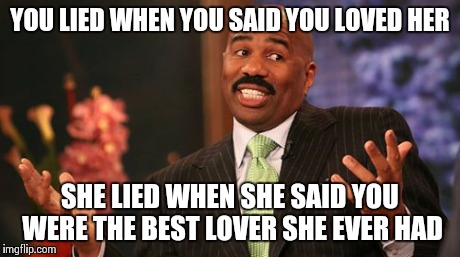 YOU LIED WHEN YOU SAID YOU LOVED HER
SHE LIED WHEN SHE SAID YOU
WERE THE BEST LOVER SHE EVER HAD
imgflip.com